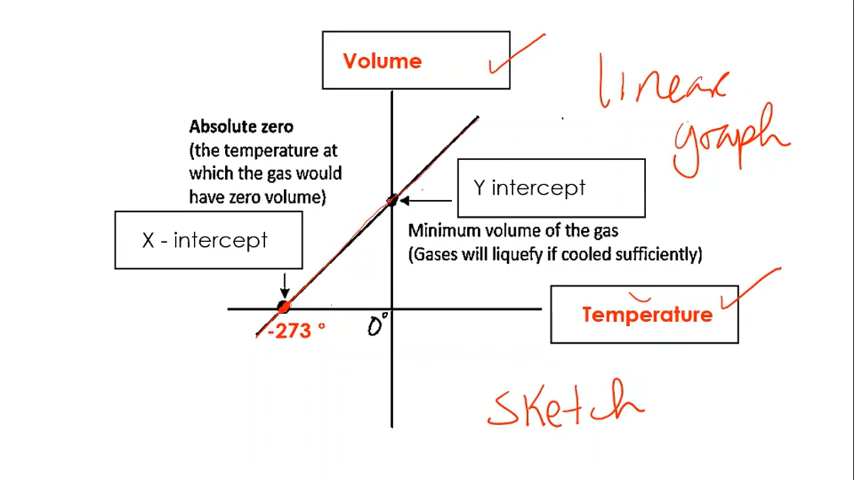 Volume
linear
graph
Absolute zero
(the temperature at
which the gas would
have zero volume)
Y intercept
X - intercept
Minimum volume of the gas
(Gases will liquefy if cooled sufficiently)
Temperature
-273 °
0°
sketch